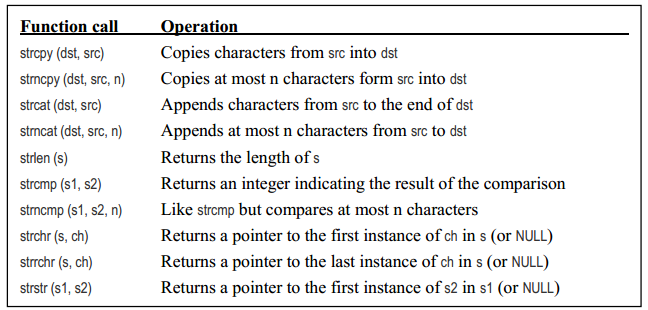 Function call Operation
strcpy (dst, src) Copies characters from src into dst
strncpy (dst, src, n) Copies at most n characters form src into dst
strcat (dst, src) Appends characters from src to the end of dst
strncat (dst, src, n) Appends at most n characters from src to dst
strlen (s) Returns the length of s
strcmp (s1, s2) Returns an integer indicating the result of the comparison
strncmp (s1, s2, n) Like strcmp but compares at most n characters
strchr (s, ch) Returns a pointer to the first instance of ch in s (or NULL)
strrchr (s, ch) Returns a pointer to the last instance of ch in s (or NULL)
strstr (s1, s2) Returns a pointer to the first instance of s2 in s1 (or NULL)